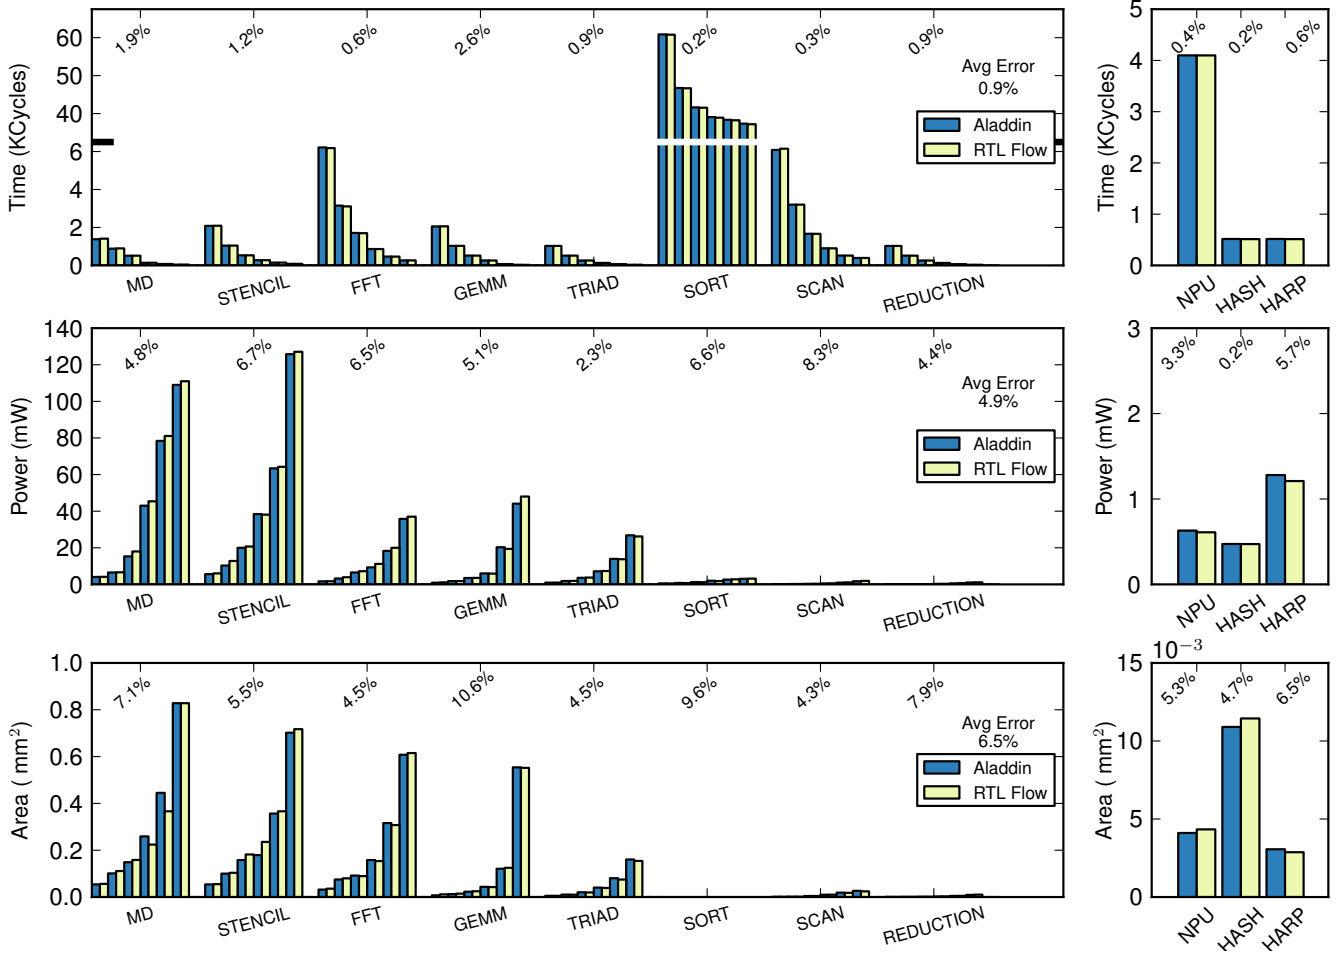 Time (KCycles)
60
50
40
6
4
2
0
1.9%
1.2%
0.6%
2.6%
0.9%
0.2%
0.3%
0.9%
Avg Error
0.9%
Aladdin
RTL Flow
MD
STENCIL
FFT
GEMM
TRIAD
SORT
SCAN
REDUCTION
Time (KCycles)
5
4
3
2
1
0
0.4%
0.2%
0.6%
NPU
HASH
HARP
Power (mW)
140
120
100
80
60
40
20
0
4.8%
6.7%
6.5%
5.1%
2.3%
6.6%
8.3%
4.4%
Avg Error
4.9%
Aladdin
RTL Flow
MD
STENCIL
FFT
GEMM
TRIAD
SORT
SCAN
REDUCTION
Power (mW)
3
2
1
0
3.3%
0.2%
5.7%
NPU
HASH
HARP
Area ( mm²)
1.0
0.8
0.6
0.4
0.2
0.0
7.1%
5.5%
4.5%
10.6%
4.5%
9.6%
4.3%
7.9%
Avg Error
6.5%
Aladdin
RTL Flow
MD
STENCIL
FFT
GEMM
TRIAD
SORT
SCAN
REDUCTION
Area ( mm²)
10⁻³
15
10
5
0
5.3%
4.7%
6.5%
NPU
HASH
HARP